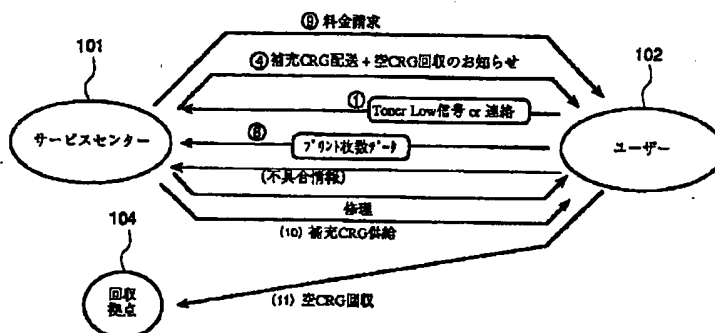 ⑨ 料金請求
101
④補充CRG配送+空CRG回収のお知らせ
102
①
Toner Low信号 or 連絡
サービスセンター
⑧
プリント枚数データ
ユーザー
(不具合情報)
修理
(10) 補充CRG供給
104
回収
拠点
(11) 空CRG回収